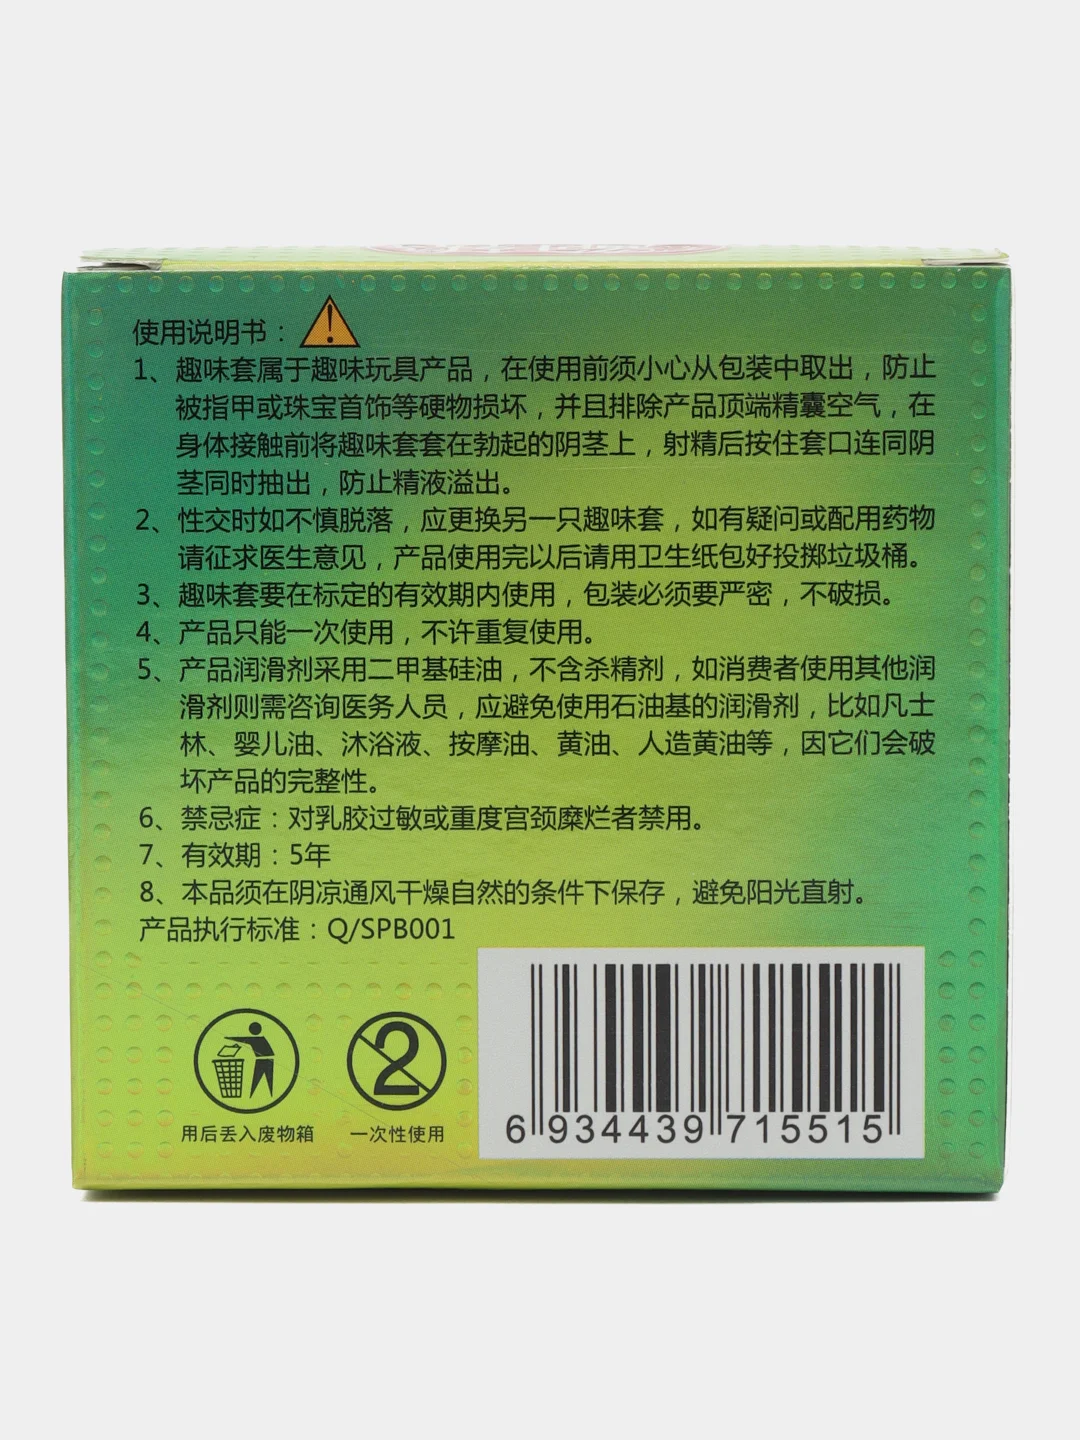 使用说明书：
1、趣味套属于趣味玩具产品，在使用前须小心从包装中取出，防止
被指甲或珠宝首饰等硬物损坏，并且排除产品顶端精囊空气，在
身体接触前将趣味套套在勃起的阴茎上，射精后按住套口连同阴
茎同时抽出，防止精液溢出。
2、性交时如不慎脱落，应更换另一只趣味套，如有疑问或配用药物
请征求医生意见，产品使用完以后请用卫生纸包好投掷垃圾桶。
3、趣味套要在标定的有效期内使用，包装必须要严密，不破损。
4、产品只能一次使用，不许重复使用。
5、产品润滑剂采用二甲基硅油，不含杀精剂，如消费者使用其他润
滑剂则需咨询医务人员，应避免使用石油基的润滑剂，比如凡士
林、婴儿油、沐浴液、按摩油、黄油、人造黄油等，因它们会破
坏产品的完整性。
6、禁忌症：对乳胶过敏或重度宫颈糜烂者禁用。
7、有效期：5年
8、本品须在阴凉通风干燥自然的条件下保存，避免阳光直射。
产品执行标准：Q/SPB001
用后丢入废物箱
2
一次性使用
6 934439 715515